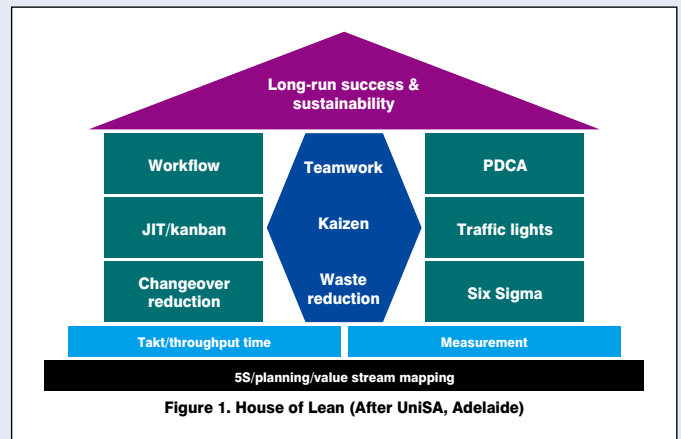 Long-run success &
sustainability
Workflow
Teamwork
PDCA
JIT/kanban
Kaizen
Traffic lights
Changeover
reduction
Waste
reduction
Six Sigma
Takt/throughput time
Measurement
5S/planning/value stream mapping
Figure 1. House of Lean (After UniSA, Adelaide)